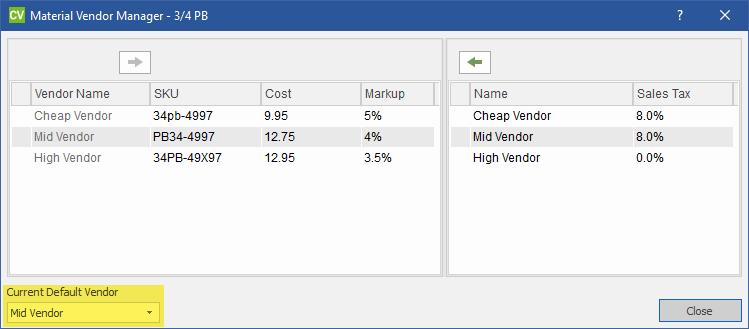 CV Material Vendor Manager - 3/4 PB ?
Vendor Name SKU Cost Markup
Cheap Vendor 34pb-4997 9.95 5%
Mid Vendor PB34-4997 12.75 4%
High Vendor 34PB-49X97 12.95 3.5%
Name Sales Tax
Cheap Vendor 8.0%
Mid Vendor 8.0%
High Vendor 0.0%
Current Default Vendor
Mid Vendor
Close